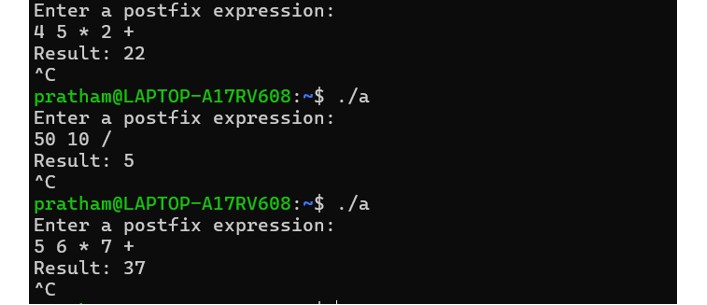 Enter a postfix expression:
4 5 * 2 +
Result: 22
^C
pratham@LAPTOP-A17RV608:~$ ./a
Enter a postfix expression:
50 10 /
Result: 5
^C
pratham@LAPTOP-A17RV608:~$ ./a
Enter a postfix expression:
5 6 * 7 +
Result: 37
^C